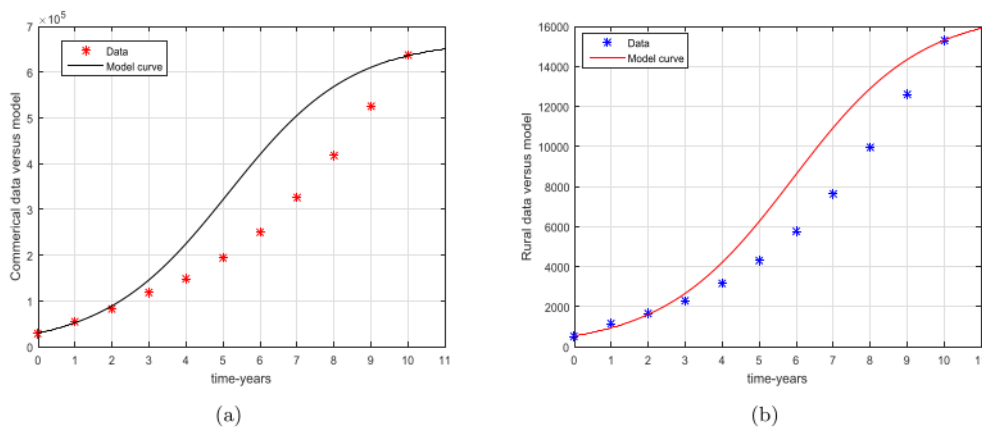 ×10^5
7
6
5
4
3
2
1
0
Commerical data versus model
Data
Model curve
0 1 2 3 4 5 6 7 8 9 10 11
time-years
(a)
16000
14000
12000
10000
8000
6000
4000
2000
0
Rural data versus model
Data
Model curve
0 1 2 3 4 5 6 7 8 9 10 1
time-years
(b)